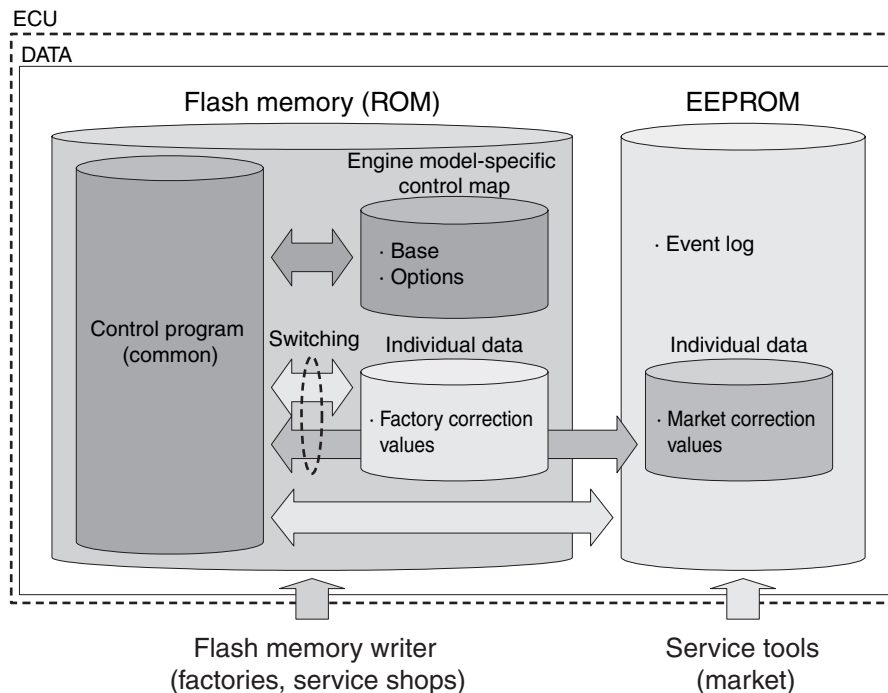 ECU
DATA
Flash memory (ROM)
EEPROM
Engine model-specific
control map
· Base
· Options
· Event log
Control program
(common)
Switching
Individual data
Individual data
· Factory correction
values
· Market correction
values
Flash memory writer
(factories, service shops)
Service tools
(market)